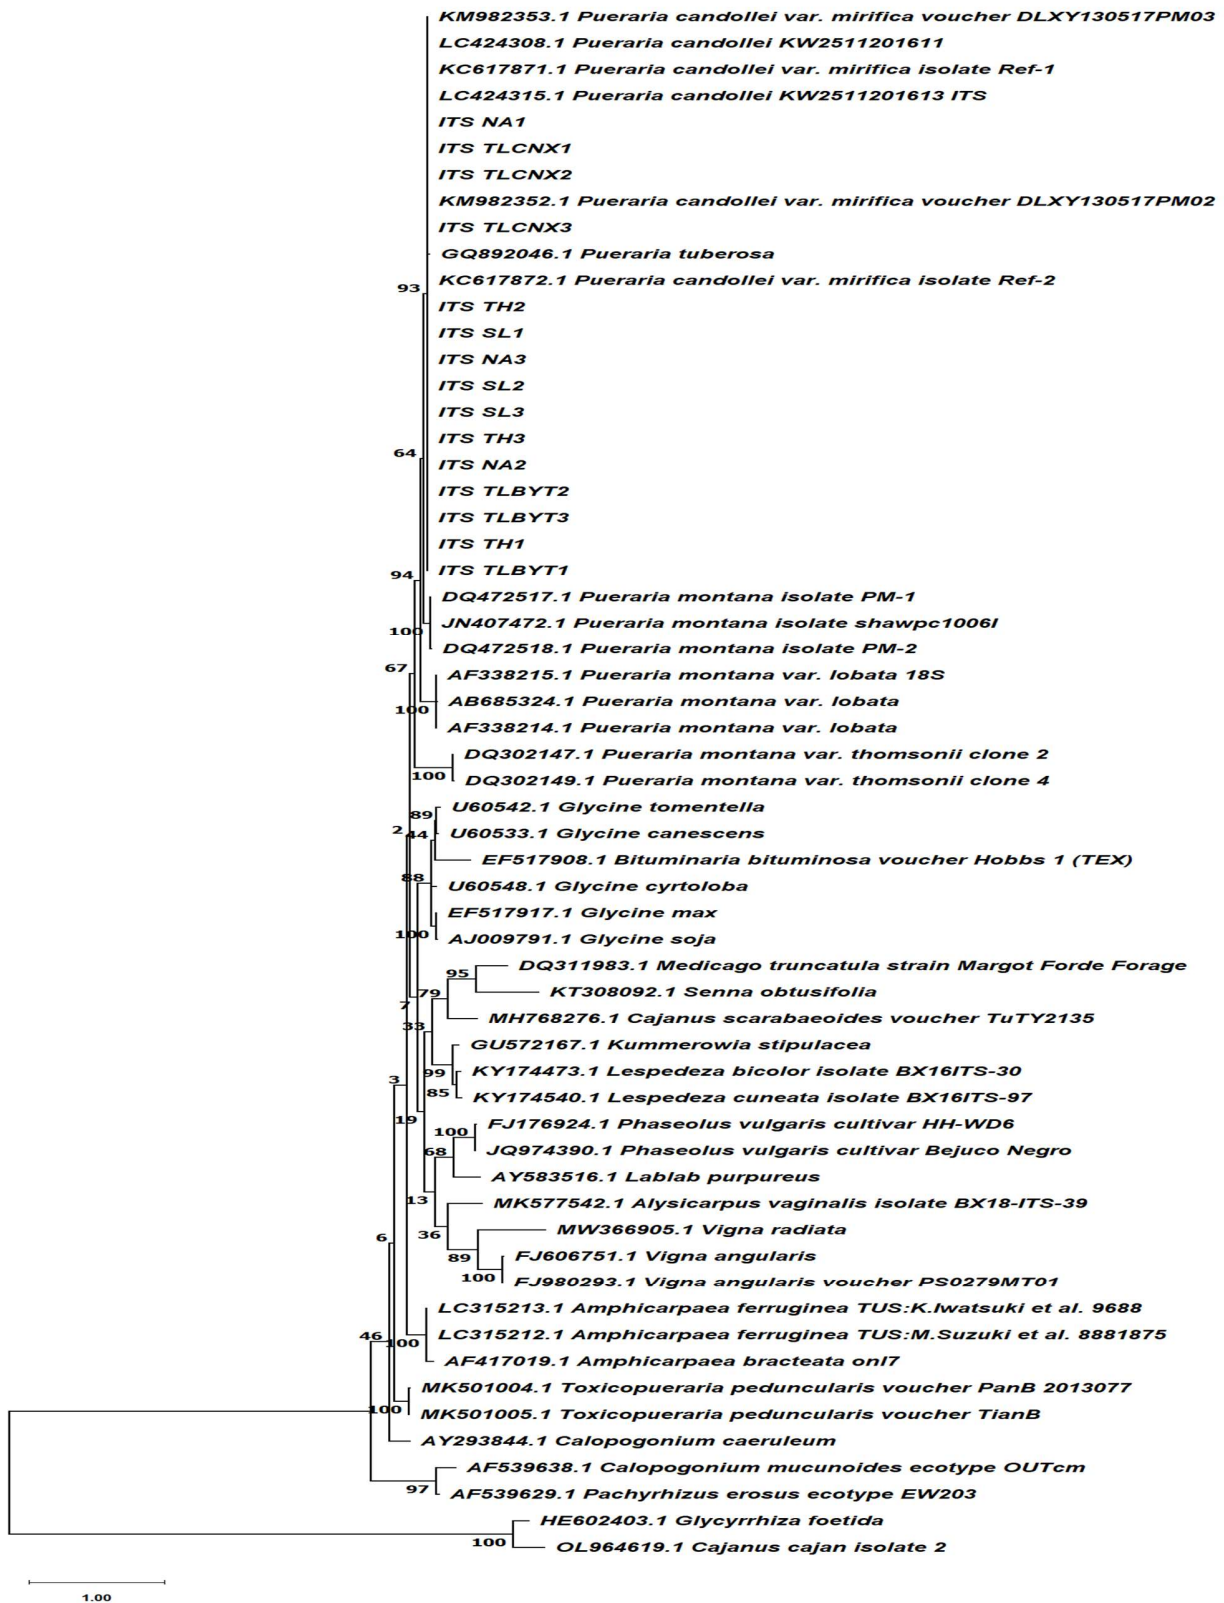 KM982353.1 Pueraria candollei var. mirifica voucher DLXY130517PM03
LC424308.1 Pueraria candollei KW2511201611
KC617871.1 Pueraria candollei var. mirifica isolate Ref-1
LC424315.1 Pueraria candollei KW2511201613 ITS
ITS NA1
ITS TLCNX1
ITS TLCNX2
KM982352.1 Pueraria candollei var. mirifica voucher DLXY130517PM02
ITS TLCNX3
GQ892046.1 Pueraria tuberosa
KC617872.1 Pueraria candollei var. mirifica isolate Ref-2
93
ITS TH2
ITS SL1
ITS NA3
ITS SL2
ITS SL3
ITS TH3
64
ITS NA2
ITS TLBYT2
ITS TLBYT3
ITS TH1
ITS TLBYT1
94
DQ472517.1 Pueraria montana isolate PM-1
JN407472.1 Pueraria montana isolate shawpc1006I
100
DQ472518.1 Pueraria montana isolate PM-2
67
AF338215.1 Pueraria montana var. lobata 18S
AB685324.1 Pueraria montana var. lobata
100
AF338214.1 Pueraria montana var. lobata
DQ302147.1 Pueraria montana var. thomsonii clone 2
100
DQ302149.1 Pueraria montana var. thomsonii clone 4
U60542.1 Glycine tomentella
89
2
44
U60533.1 Glycine canescens
EF517908.1 Bituminaria bituminosa voucher Hobbs 1 (TEX)
88
U60548.1 Glycine cyrtoloba
EF517917.1 Glycine max
100
AJ009791.1 Glycine soja
DQ311983.1 Medicago truncatula strain Margot Forde Forage
95
KT308092.1 Senna obtusifolia
79
7
MH768276.1 Cajanus scarabaeoides voucher TuTY2135
33
GU572167.1 Kummerowia stipulacea
99
KY174473.1 Lespedeza bicolor isolate BX16ITS-30
3
85
KY174540.1 Lespedeza cuneata isolate BX16ITS-97
19
FJ176924.1 Phaseolus vulgaris cultivar HH-WD6
100
JQ974390.1 Phaseolus vulgaris cultivar Bejuco Negro
68
AY583516.1 Lablab purpureus
13
MK577542.1 Alysicarpus vaginalis isolate BX18-ITS-39
36
MW366905.1 Vigna radiata
6
89
FJ606751.1 Vigna angularis
100
FJ980293.1 Vigna angularis voucher PS0279MT01
LC315213.1 Amphicarpaea ferruginea TUS:K.Iwatsuki et al. 9688
46
100
LC315212.1 Amphicarpaea ferruginea TUS:M.Suzuki et al. 8881875
AF417019.1 Amphicarpaea bracteata onl7
MK501004.1 Toxicopueraria peduncularis voucher PanB 2013077
100
MK501005.1 Toxicopueraria peduncularis voucher TianB
AY293844.1 Calopogonium caeruleum
AF539638.1 Calopogonium mucunoides ecotype OUTcm
97
AF539629.1 Pachyrhizus erosus ecotype EW203
HE602403.1 Glycyrrhiza foetida
100
OL964619.1 Cajanus cajan isolate 2
1.00